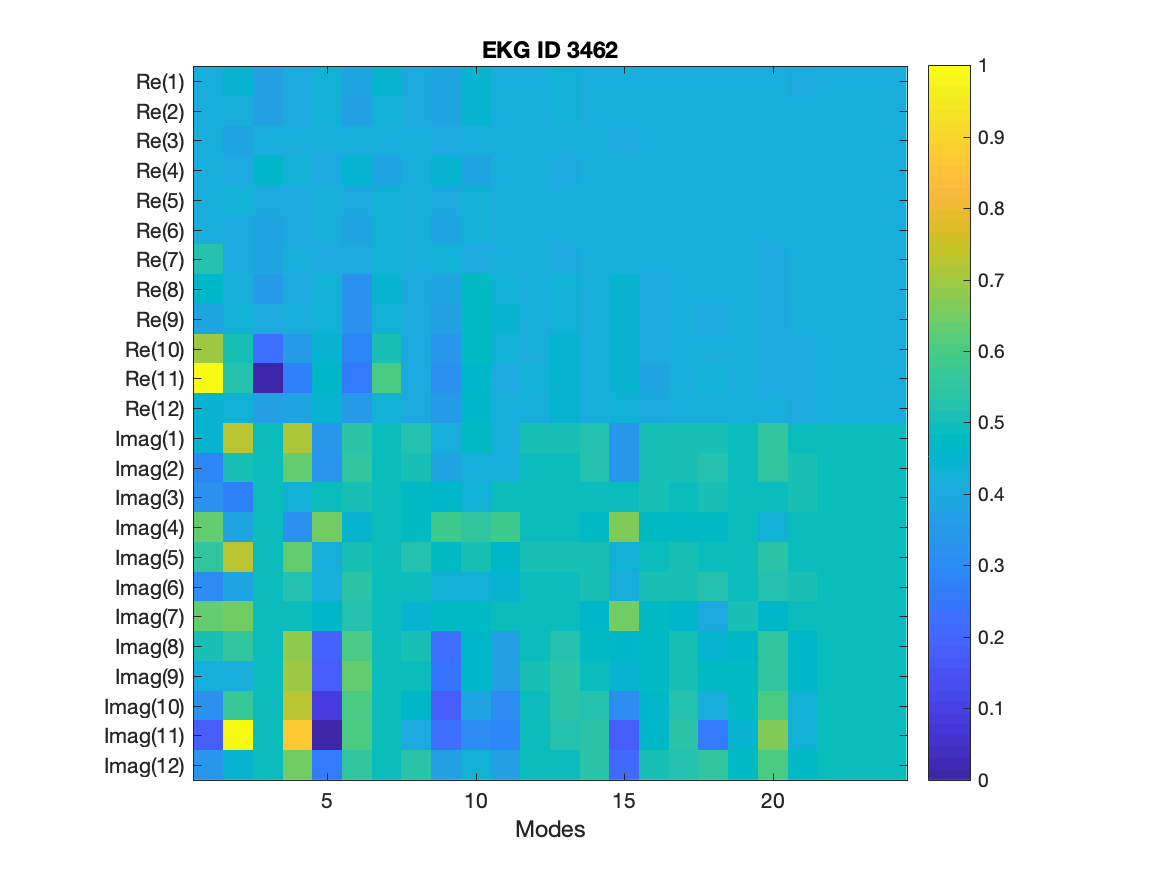 EKG ID 3462
Re(1)
Re(2)
Re(3)
Re(4)
Re(5)
Re(6)
Re(7)
Re(8)
Re(9)
Re(10)
Re(11)
Re(12)
Imag(1)
Imag(2)
Imag(3)
Imag(4)
Imag(5)
Imag(6)
Imag(7)
Imag(8)
Imag(9)
Imag(10)
Imag(11)
Imag(12)
5 10 15 20
Modes
1
0.9
0.8
0.7
0.6
0.5
0.4
0.3
0.2
0.1
0